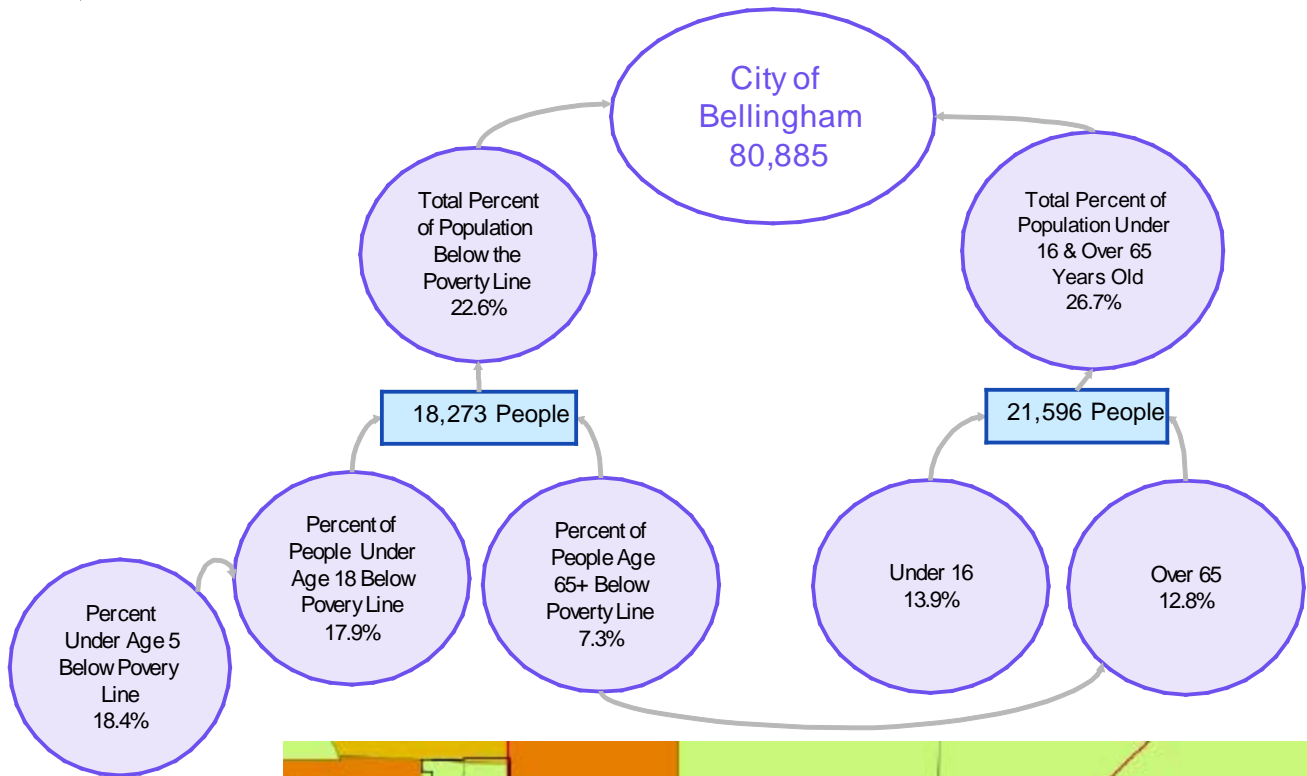 City of
Bellingham
80,885
Total Percent
of Population
Below the
Poverty Line
22.6%
Total Percent of
Population Under
16 & Over 65
Years Old
26.7%
18,273 People
21,596 People
Percent of
People Under
Age 18 Below
Povery Line
17.9%
Percent of
People Age
65+ Below
Poverty Line
7.3%
Under 16
13.9%
Over 65
12.8%
Percent
Under Age 5
Below Povery
Line
18.4%